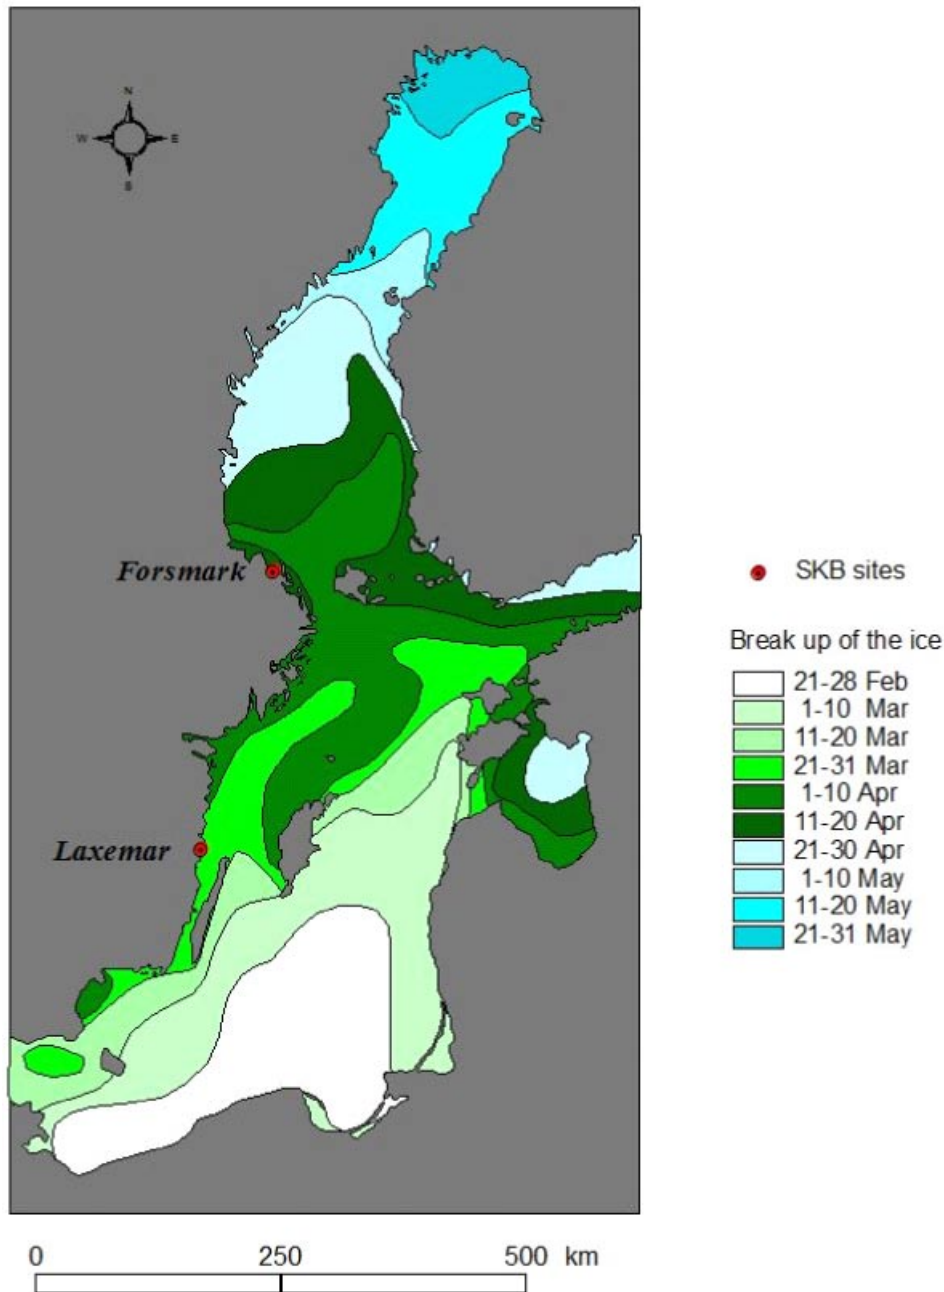 N
W E
S
Forsmark
Laxemar
SKB sites
Break up of the ice
21-28 Feb
1-10 Mar
11-20 Mar
21-31 Mar
1-10 Apr
11-20 Apr
21-30 Apr
1-10 May
11-20 May
21-31 May
0 250 500 km